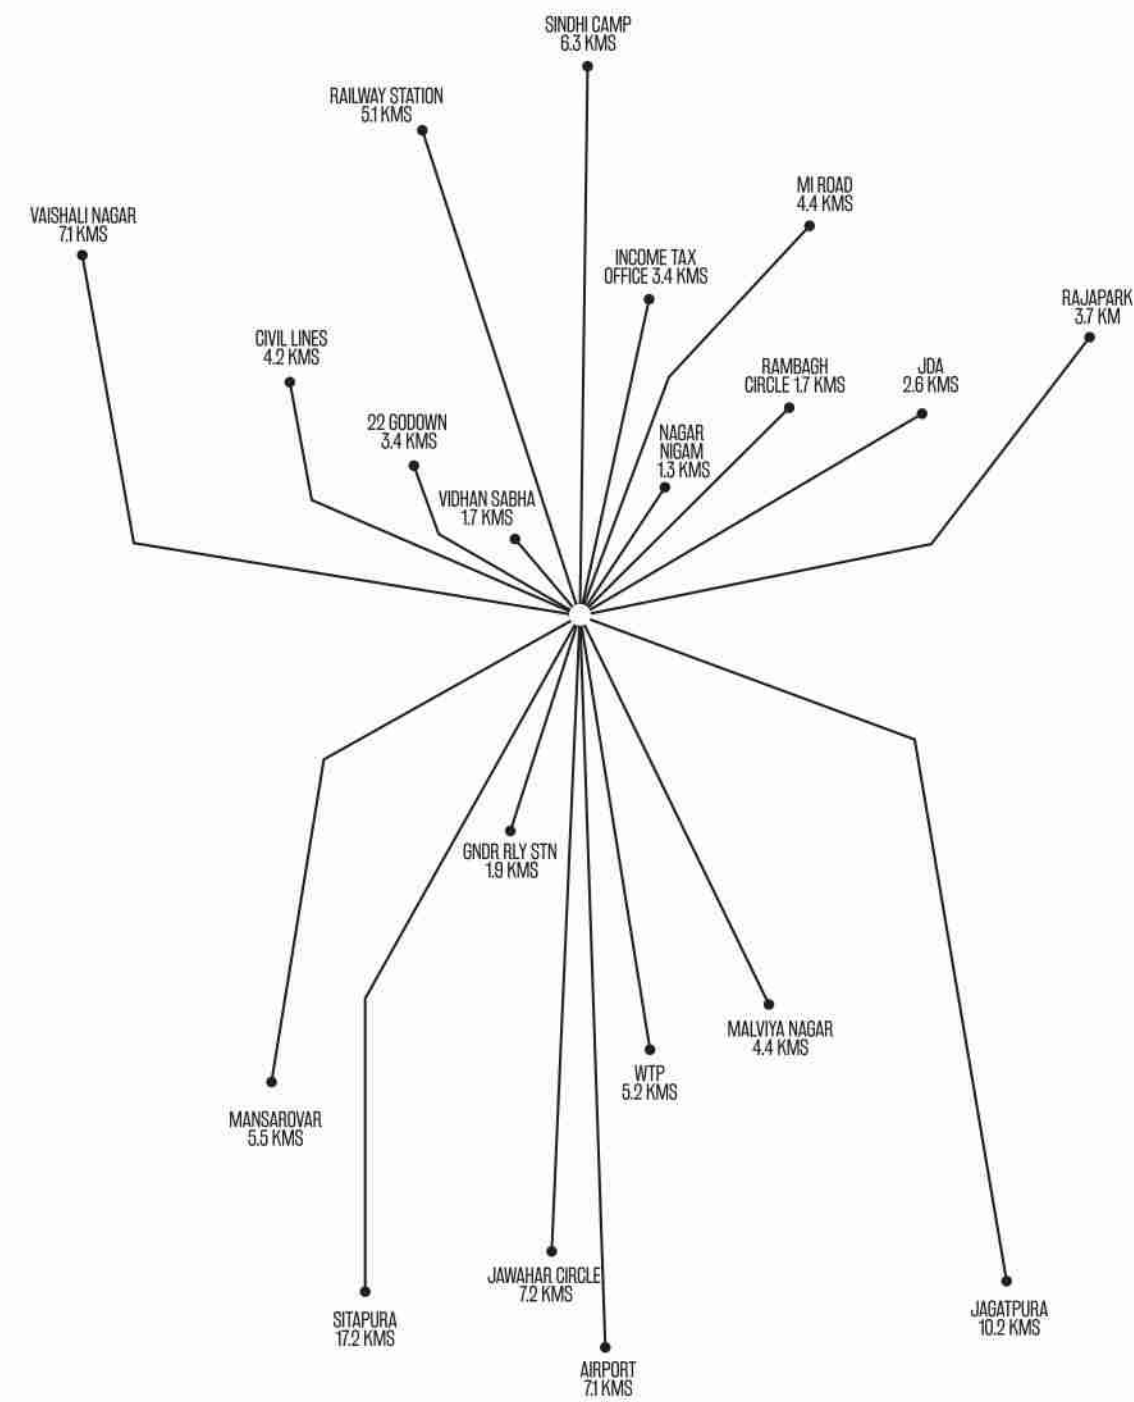 SINDHI CAMP
6.3 KMS
RAILWAY STATION
5.1 KMS
MI ROAD
4.4 KMS
VAISHALI NAGAR
7.1 KMS
INCOME TAX
OFFICE 3.4 KMS
RAJAPARK
3.7 KM
CIVIL LINES
4.2 KMS
RAMBAGH
CIRCLE 1.7 KMS
JDA
2.6 KMS
22 GODOWN
3.4 KMS
NAGAR
NIGAM
1.3 KMS
VIDHAN SABHA
1.7 KMS
GNDR RLY STN
1.9 KMS
MALVIYA NAGAR
4.4 KMS
WTP
5.2 KMS
MANSAROVAR
5.5 KMS
JAWAHAR CIRCLE
7.2 KMS
SITAPURA
17.2 KMS
JAGATPURA
10.2 KMS
AIRPORT
7.1 KMS